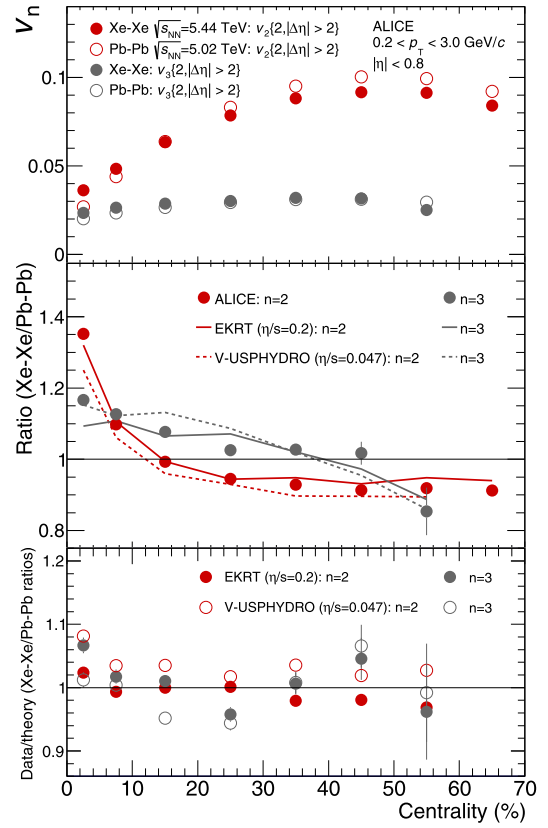 v_n
Xe-Xe √s_NN=5.44 TeV: v_2{2,|Δη| > 2}
Pb-Pb √s_NN=5.02 TeV: v_2{2,|Δη| > 2}
Xe-Xe: v_3{2,|Δη| > 2}
Pb-Pb: v_3{2,|Δη| > 2}
ALICE
0.2 < p_T < 3.0 GeV/c
|η| < 0.8
0.1
0.05
0
Ratio (Xe-Xe/Pb-Pb)
ALICE: n=2 n=3
EKRT (η/s=0.2): n=2 n=3
V-USPHYDRO (η/s=0.047): n=2 n=3
1.4
1.2
1
0.8
Data/theory (Xe-Xe/Pb-Pb ratios)
EKRT (η/s=0.2): n=2 n=3
V-USPHYDRO (η/s=0.047): n=2 n=3
1.2
1.1
1
0.9
0 10 20 30 40 50 60 70
Centrality (%)